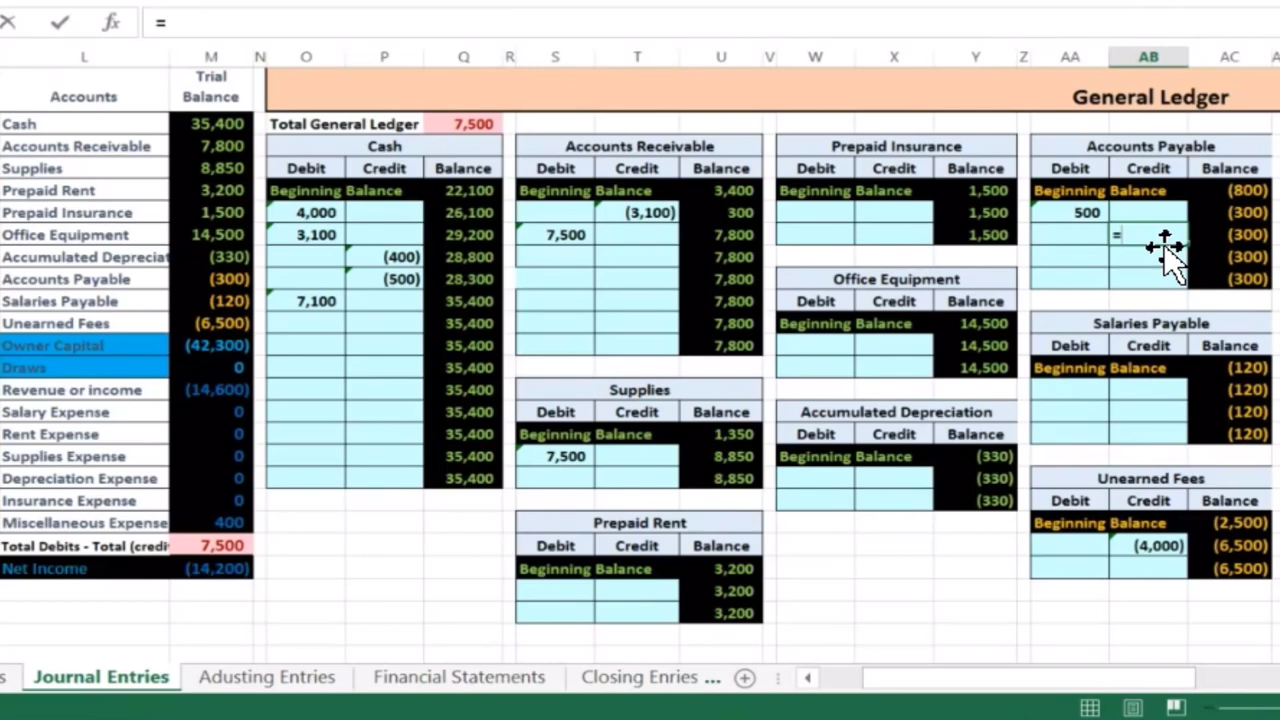 fx =
L M N O P Q R S T U V W X Y Z AA AB AC
Accounts Trial Balance General Ledger
Cash 35,400 Total General Ledger 7,500
Accounts Receivable 7,800 Cash Accounts Receivable Prepaid Insurance Accounts Payable
Supplies 8,850 Debit Credit Balance Debit Credit Balance Debit Credit Balance Debit Credit Balance
Prepaid Rent 3,200 Beginning Balance 22,100 Beginning Balance 3,400 Beginning Balance 1,500 Beginning Balance (800)
Prepaid Insurance 1,500 4,000 26,100 (3,100) 300 1,500 500 (300)
Office Equipment 14,500 3,100 29,200 7,500 7,800 1,500 = (300)
Accumulated Depreciat (330) (400) 28,800 7,800 (300)
Accounts Payable (300) (500) 28,300 7,800 Office Equipment (300)
Salaries Payable (120) 7,100 35,400 7,800 Debit Credit Balance
Unearned Fees (6,500) 35,400 7,800 Beginning Balance 14,500 Salaries Payable
Owner Capital (42,300) 35,400 7,800 14,500 Debit Credit Balance
Draws 0 35,400 14,500 Beginning Balance (120)
Revenue or income (14,600) 35,400 Supplies (120)
Salary Expense 0 35,400 Debit Credit Balance Accumulated Depreciation (120)
Rent Expense 0 35,400 Beginning Balance 1,350 Debit Credit Balance (120)
Supplies Expense 0 35,400 7,500 8,850 Beginning Balance (330)
Depreciation Expense 0 35,400 8,850 (330) Unearned Fees
Insurance Expense 0 (330) Debit Credit Balance
Miscellaneous Expense 400 Prepaid Rent Beginning Balance (2,500)
Total Debits - Total (credi 7,500 Debit Credit Balance (4,000) (6,500)
Net Income (14,200) Beginning Balance 3,200 (6,500)
3,200
3,200
s Journal Entries Adusting Entries Financial Statements Closing Enries ...